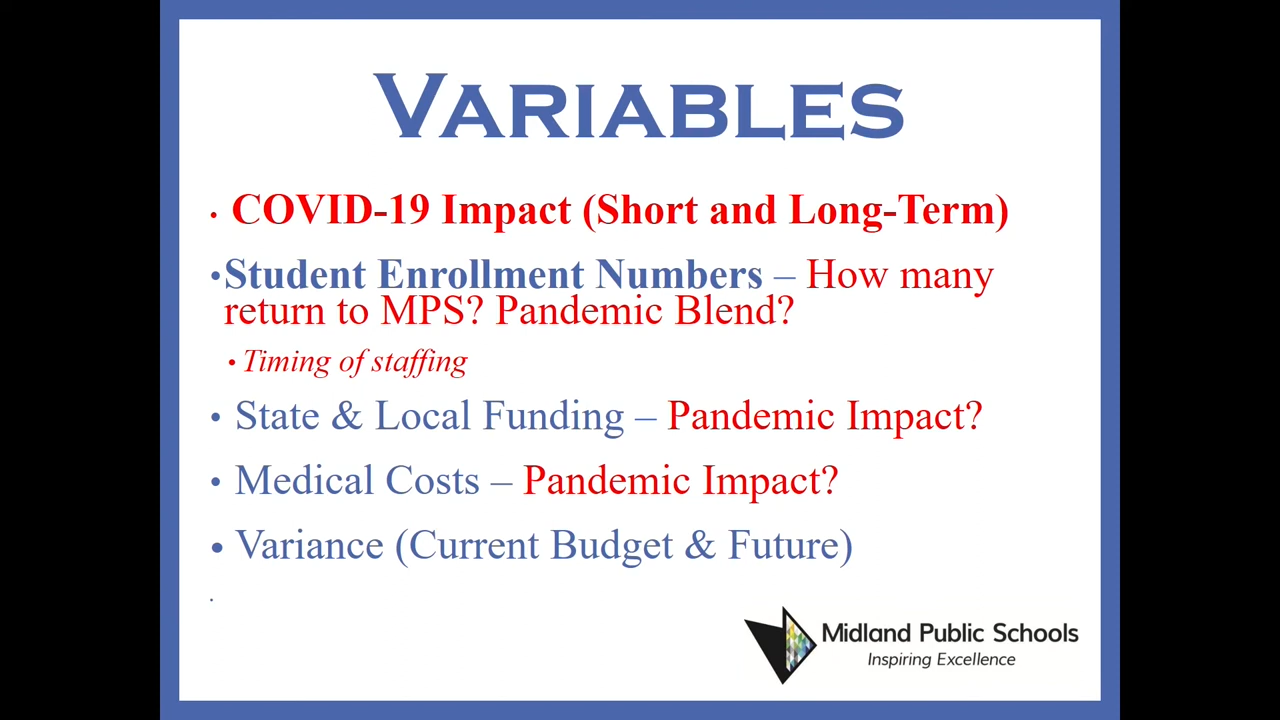 VARIABLES
• COVID-19 Impact (Short and Long-Term)
•Student Enrollment Numbers – How many
return to MPS? Pandemic Blend?
• Timing of staffing
• State & Local Funding – Pandemic Impact?
• Medical Costs – Pandemic Impact?
• Variance (Current Budget & Future)
•
Midland Public Schools
Inspiring Excellence